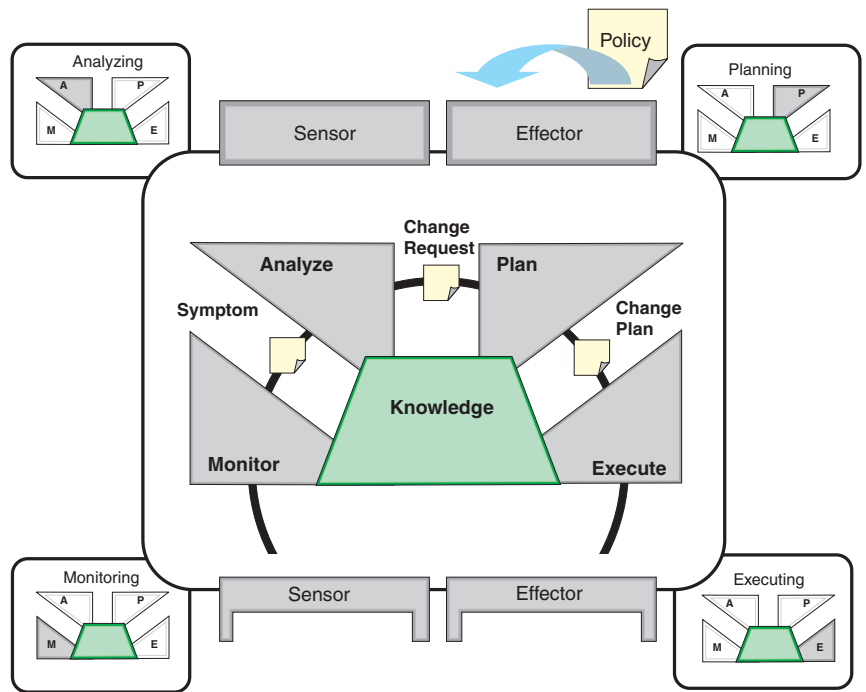 Policy
Analyzing
A
P
M
E
Planning
A
P
M
E
Sensor
Effector
Change
Request
Analyze
Plan
Symptom
Change
Plan
Knowledge
Monitor
Execute
Monitoring
A
P
M
E
Sensor
Effector
Executing
A
P
M
E